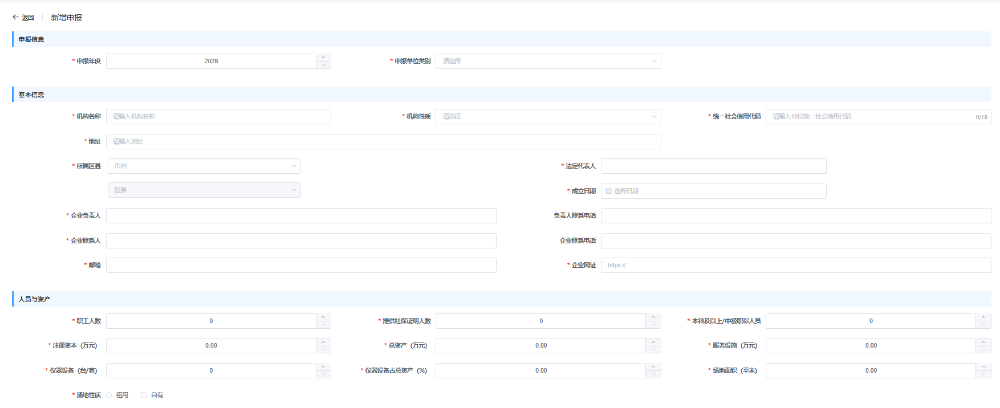 返回 新增申报
申报信息
* 申报年度 2026 * 申报单位类别 请选择
基本信息
* 机构名称 请输入机构名称 * 机构性质 请选择 * 统一社会信用代码 请输入18位统一社会信用代码 0/18
* 地址 请输入地址
* 所属区县 市州 * 法定代表人
区县 * 成立日期 选择日期
* 企业负责人 负责人联系电话
* 企业联系人 企业联系电话
* 邮箱 * 企业网址 https://
人员与资产
* 职工人数 0 * 提供社保证明人数 0 * 本科及以上/中级职称人员 0
* 注册资本（万元） 0.00 * 总资产（万元） 0.00 * 服务设施（万元） 0.00
* 仪器设备（台/套） 0 * 仪器设备占总资产（%） 0.00 * 场地面积（平米） 0.00
* 场地性质 租用 自有